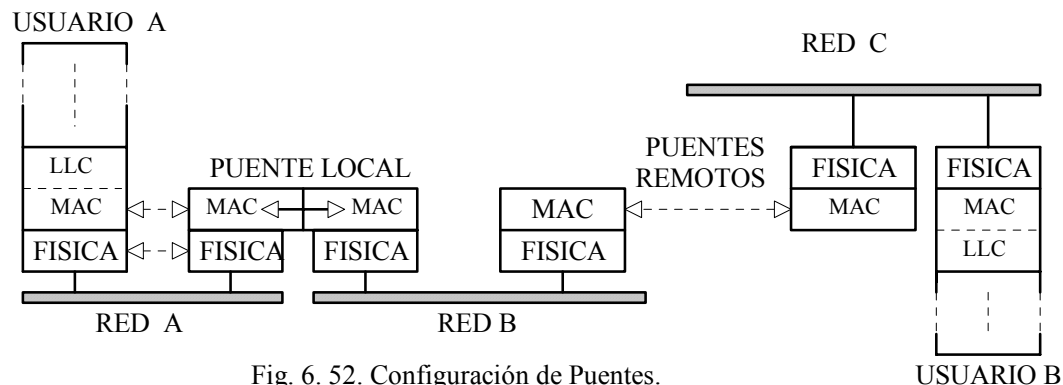 USUARIO A
RED C
LLC
MAC
FISICA
PUENTE LOCAL
MAC
MAC
FISICA
FISICA
PUENTES
REMOTOS
MAC
FISICA
FISICA
MAC
FISICA
MAC
LLC
RED A
RED B
Fig. 6. 52. Configuración de Puentes.
USUARIO B